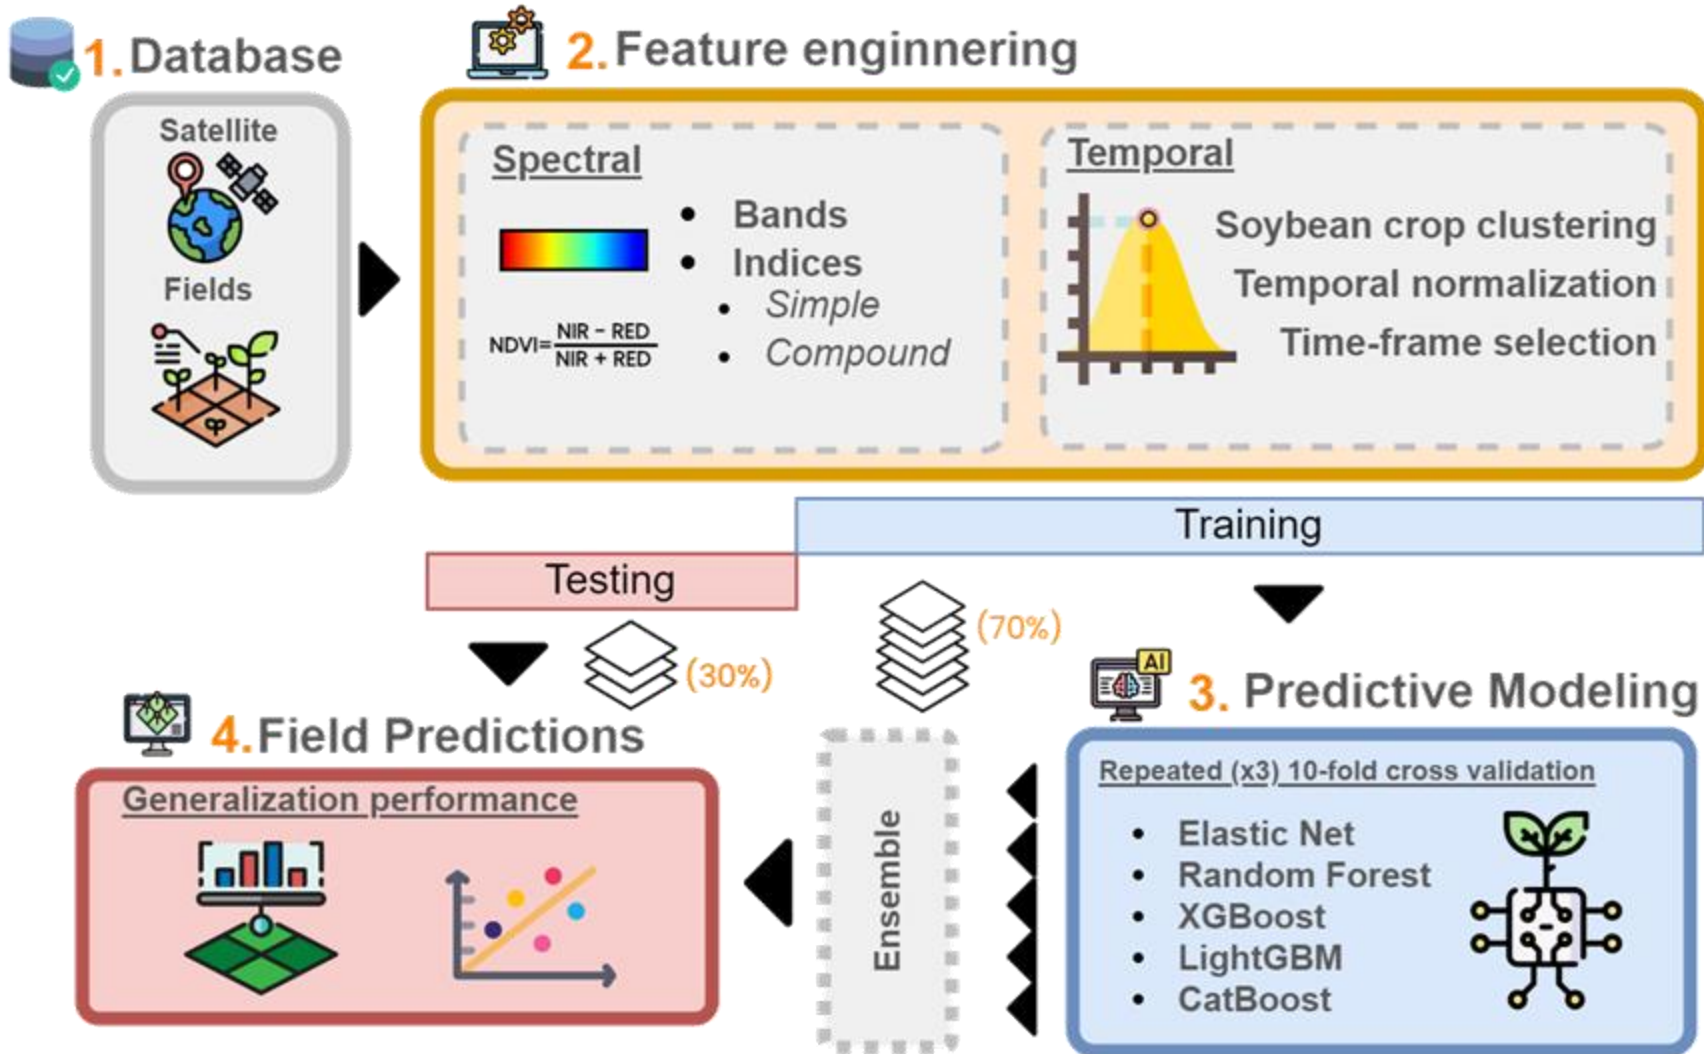 1. Database
Satellite
Fields
2. Feature enginnering
Spectral
• Bands
• Indices
• Simple
• Compound
NDVI= NIR - RED
NIR + RED
Temporal
Soybean crop clustering
Temporal normalization
Time-frame selection
Training
Testing
(70%)
(30%)
AI
3. Predictive Modeling
Repeated (x3) 10-fold cross validation
• Elastic Net
• Random Forest
• XGBoost
• LightGBM
• CatBoost
Ensemble
4. Field Predictions
Generalization performance